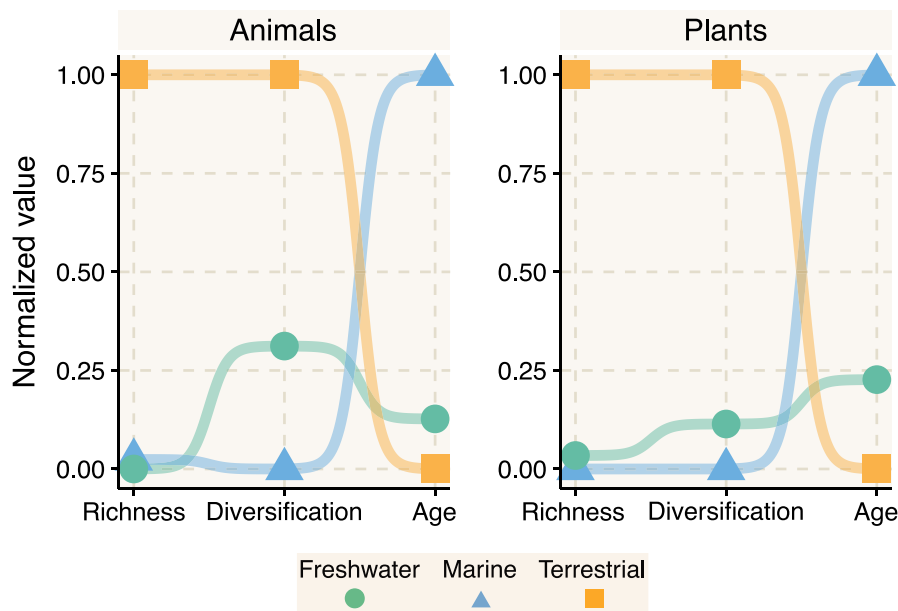 Animals
Plants
Normalized value
1.00
0.75
0.50
0.25
0.00
Richness Diversification Age
1.00
0.75
0.50
0.25
0.00
Richness Diversification Age
Freshwater Marine Terrestrial